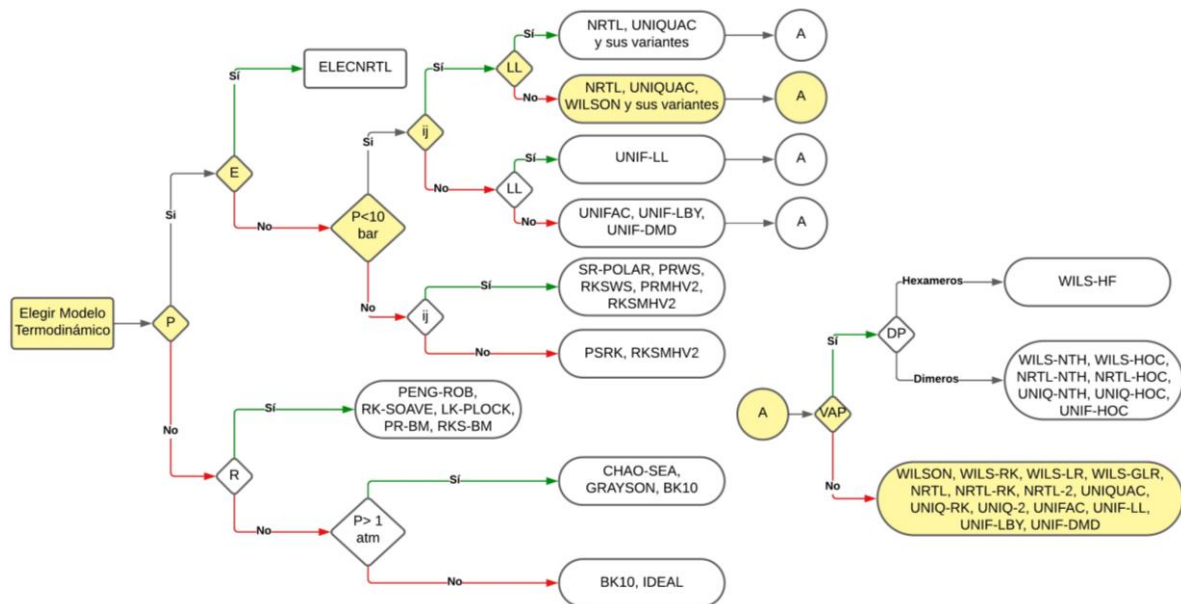 Elegir Modelo
Termodinámico
P
Si
No
E
Sí
No
ELECNRTL
P<10
bar
Si
No
ij
Sí
No
LL
Sí
No
NRTL, UNIQUAC
y sus variantes
A
NRTL, UNIQUAC,
WILSON y sus variantes
A
LL
Sí
No
UNIF-LL
A
UNIFAC, UNIF-LBY,
UNIF-DMD
A
ij
Sí
No
SR-POLAR, PRWS,
RKSWS, PRMHV2,
RKSMHV2
PSRK, RKSMHV2
R
Sí
No
PENG-ROB,
RK-SOAVE, LK-PLOCK,
PR-BM, RKS-BM
P> 1
atm
Sí
No
CHAO-SEA,
GRAYSON, BK10
BK10, IDEAL
A
VAP
Sí
No
DP
Hexameros
Dimeros
WILS-HF
WILS-NTH, WILS-HOC,
NRTL-NTH, NRTL-HOC,
UNIQ-NTH, UNIQ-HOC,
UNIF-HOC
WILSON, WILS-RK, WILS-LR, WILS-GLR,
NRTL, NRTL-RK, NRTL-2, UNIQUAC,
UNIQ-RK, UNIQ-2, UNIFAC, UNIF-LL,
UNIF-LBY, UNIF-DMD